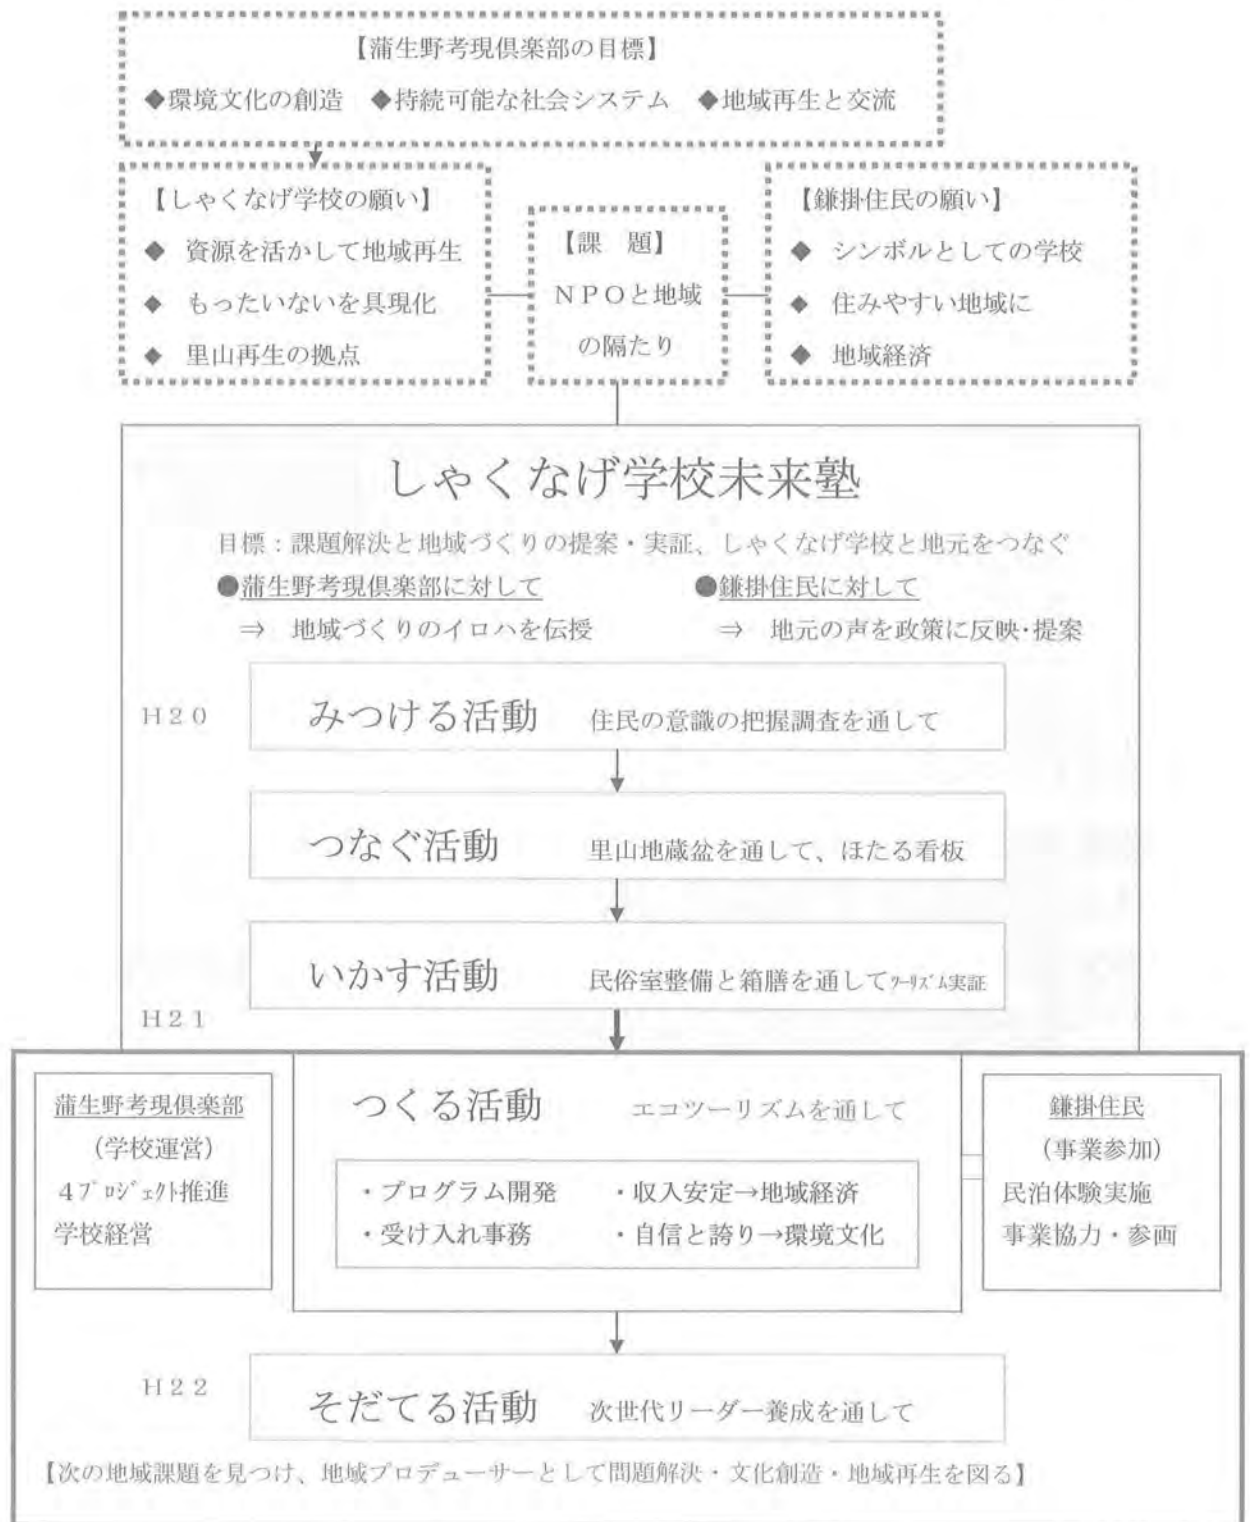 【蒲生野考現倶楽部の目標】
◆環境文化の創造 ◆持続可能な社会システム ◆地域再生と交流
【しゃくなげ学校の願い】
◆ 資源を活かして地域再生
◆ もったいないを具現化
◆ 里山再生の拠点
【課 題】
NPOと地域
の隔たり
【鎌掛住民の願い】
◆ シンボルとしての学校
◆ 住みやすい地域に
◆ 地域経済
しゃくなげ学校未来塾
目標：課題解決と地域づくりの提案・実証、しゃくなげ学校と地元をつなぐ
●蒲生野考現倶楽部に対して
⇒ 地域づくりのイロハを伝授
●鎌掛住民に対して
⇒ 地元の声を政策に反映･提案
H20
みつける活動 住民の意識の把握調査を通して
つなぐ活動 里山地蔵盆を通して、ほたる看板
いかす活動 民俗室整備と箱膳を通してﾂｰﾘｽﾞﾑ実証
H21
蒲生野考現倶楽部
（学校運営）
4ﾌﾟﾛｼﾞｪｸﾄ推進
学校経営
つくる活動 エコツーリズムを通して
・プログラム開発 ・収入安定→地域経済
・受け入れ事務 ・自信と誇り→環境文化
鎌掛住民
（事業参加）
民泊体験実施
事業協力・参画
H22
そだてる活動 次世代リーダー養成を通して
【次の地域課題を見つけ、地域プロデューサーとして問題解決・文化創造・地域再生を図る】